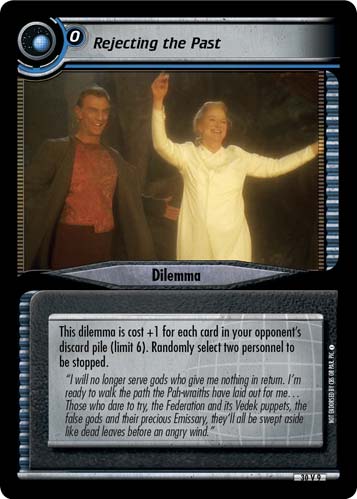 0
Rejecting the Past
Dilemma
This dilemma is cost +1 for each card in your opponent's
discard pile (limit 6). Randomly select two personnel to
be stopped.
"I will no longer serve gods who give me nothing in return. I'm
ready to walk the path the Pah-wraiths have laid out for me…
Those who dare to try, the Federation and its Vedek puppets, the
false gods and their precious Emissary, they'll all be swept aside
like dead leaves before an angry wind."
NOT ENDORSED BY CBS OR PAR. PIC.
30 V 9